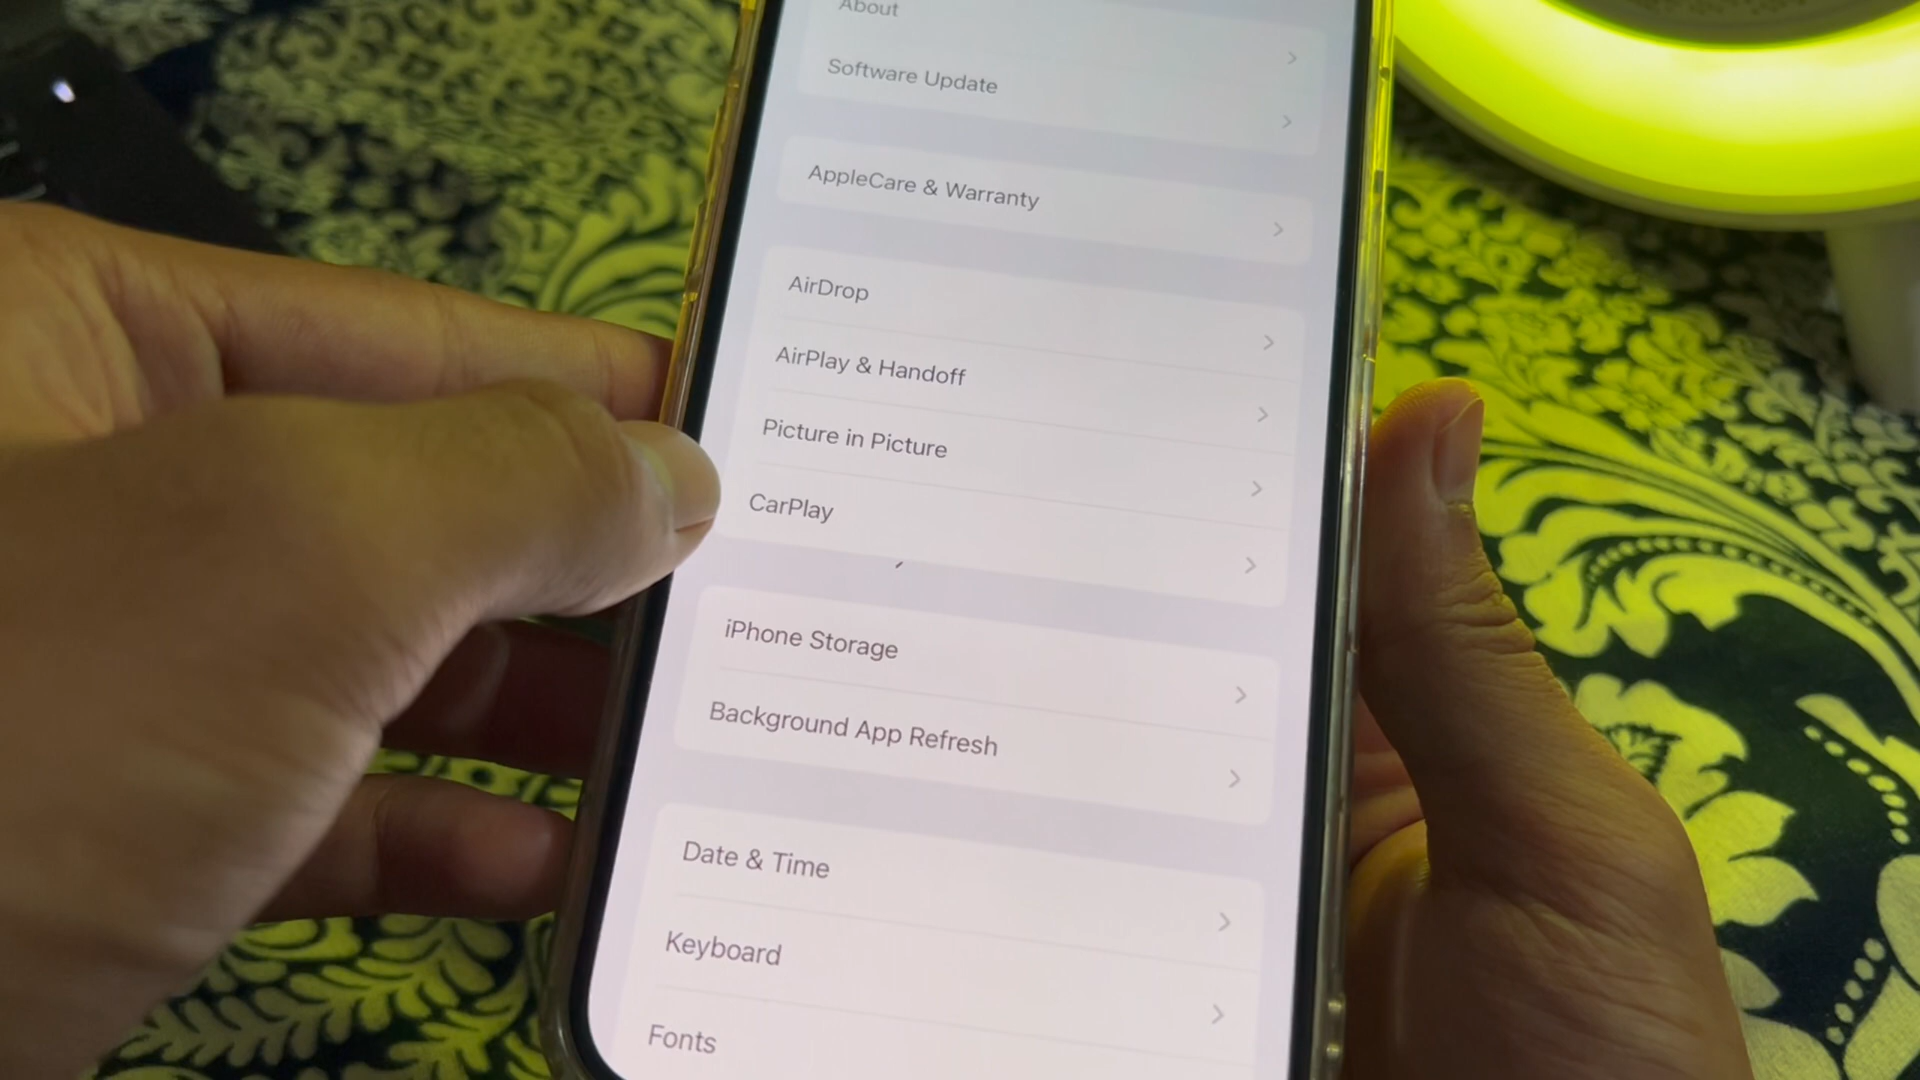 About
Software Update
AppleCare & Warranty
AirDrop
AirPlay & Handoff
Picture in Picture
CarPlay
iPhone Storage
Background App Refresh
Date & Time
Keyboard
Fonts